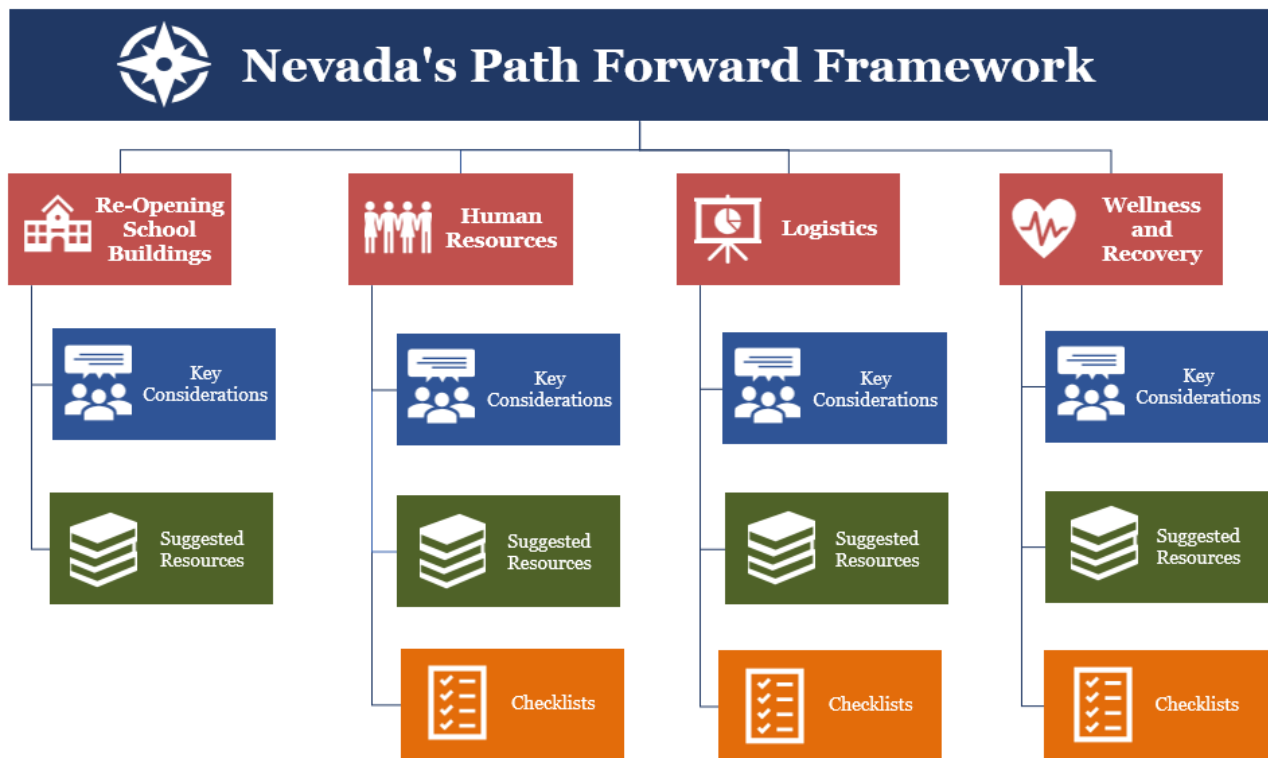 Nevada's Path Forward Framework
Re-Opening
School
Buildings
Key
Considerations
Suggested
Resources
Human
Resources
Key
Considerations
Suggested
Resources
Checklists
Logistics
Key
Considerations
Suggested
Resources
Checklists
Wellness
and
Recovery
Key
Considerations
Suggested
Resources
Checklists